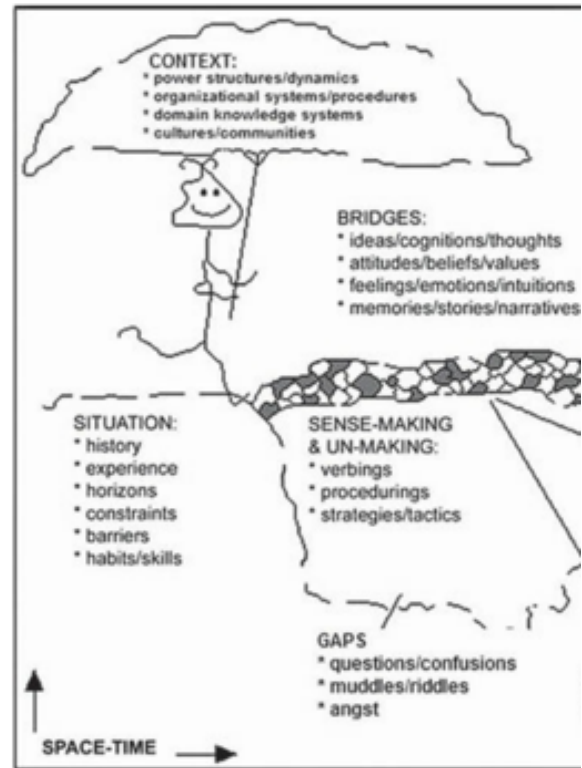 CONTEXT:
* power structures/dynamics
* organizational systems/procedures
* domain knowledge systems
* cultures/communities
BRIDGES:
* ideas/cognitions/thoughts
* attitudes/beliefs/values
* feelings/emotions/intuitions
* memories/stories/narratives
SITUATION:
* history
* experience
* horizons
* constraints
* barriers
* habits/skills
SENSE-MAKING
& UN-MAKING:
* verbings
* procedurings
* strategies/tactics
GAPS
* questions/confusions
* muddles/riddles
* angst
SPACE-TIME